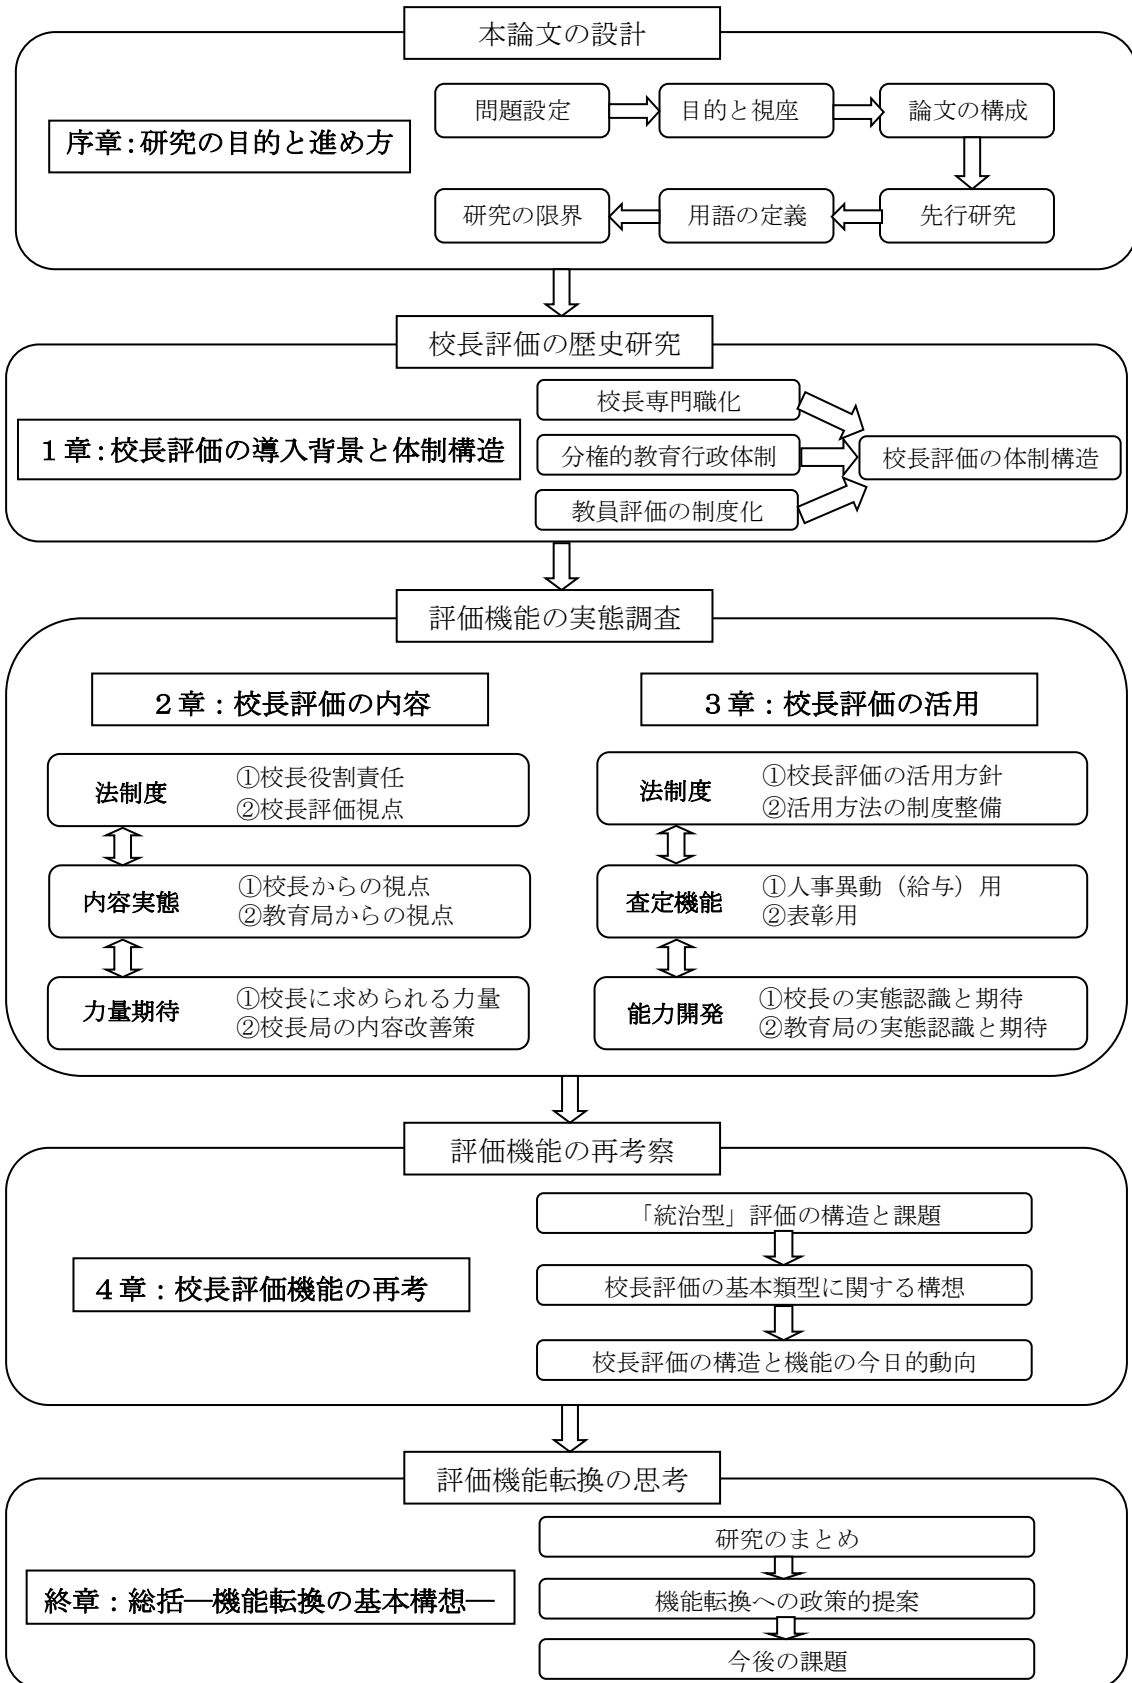 本論文の設計
序章：研究の目的と進め方
問題設定
目的と視座
論文の構成
先行研究
用語の定義
研究の限界
校長評価の歴史研究
１章：校長評価の導入背景と体制構造
校長専門職化
分権的教育行政体制
教員評価の制度化
校長評価の体制構造
評価機能の実態調査
２章：校長評価の内容
法制度
①校長役割責任
②校長評価視点
内容実態
①校長からの視点
②教育局からの視点
力量期待
①校長に求められる力量
②校長局の内容改善策
３章：校長評価の活用
法制度
①校長評価の活用方針
②活用方法の制度整備
査定機能
①人事異動（給与）用
②表彰用
能力開発
①校長の実態認識と期待
②教育局の実態認識と期待
評価機能の再考察
４章：校長評価機能の再考
「統治型」評価の構造と課題
校長評価の基本類型に関する構想
校長評価の構造と機能の今日的動向
評価機能転換の思考
終章：総括―機能転換の基本構想―
研究のまとめ
機能転換への政策的提案
今後の課題